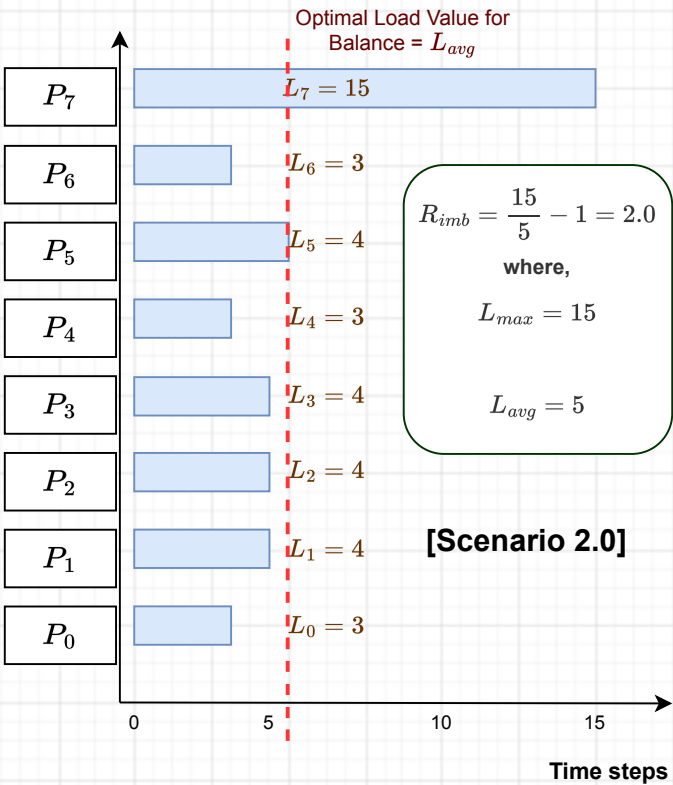 Optimal Load Value for
Balance = L_avg
P_7
L_7 = 15
P_6
L_6 = 3
P_5
L_5 = 4
P_4
L_4 = 3
P_3
L_3 = 4
P_2
L_2 = 4
P_1
L_1 = 4
P_0
L_0 = 3
R_imb = 15/5 − 1 = 2.0
where,
L_max = 15
L_avg = 5
[Scenario 2.0]
0 5 10 15
Time steps